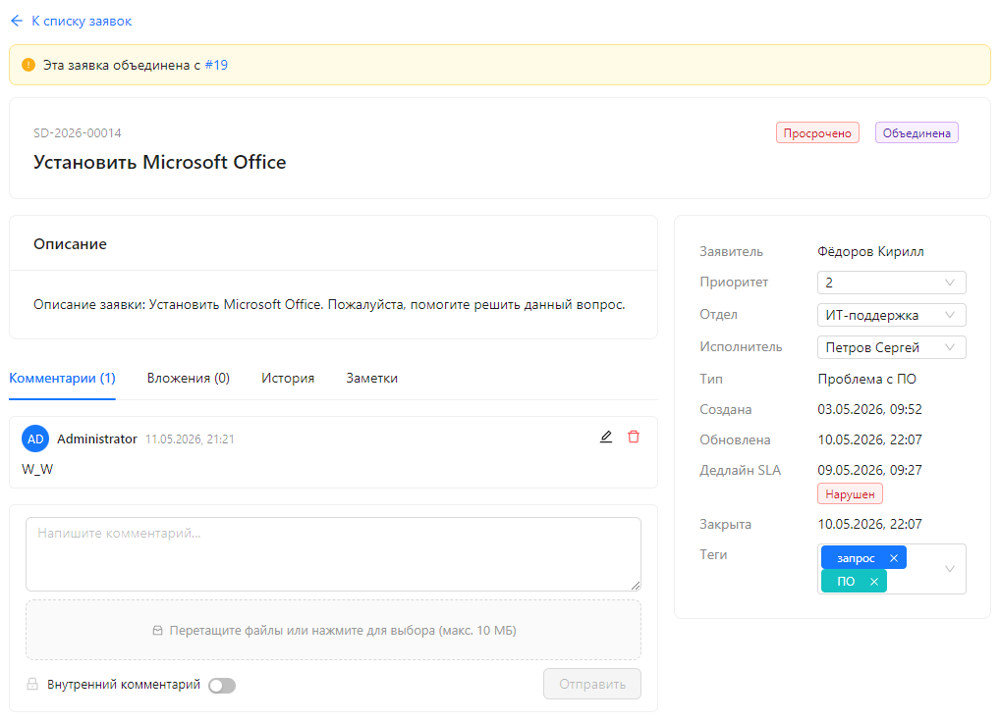 К списку заявок
Эта заявка объединена с #19
SD-2026-00014
Просрочено
Объединена
Установить Microsoft Office
Описание
Описание заявки: Установить Microsoft Office. Пожалуйста, помогите решить данный вопрос.
Комментарии (1)
Вложения (0)
История
Заметки
AD
Administrator
11.05.2026, 21:21
W_W
Напишите комментарий...
Перетащите файлы или нажмите для выбора (макс. 10 МБ)
Внутренний комментарий
Отправить
Заявитель
Фёдоров Кирилл
Приоритет
2
Отдел
ИТ-поддержка
Исполнитель
Петров Сергей
Тип
Проблема с ПО
Создана
03.05.2026, 09:52
Обновлена
10.05.2026, 22:07
Дедлайн SLA
09.05.2026, 09:27
Нарушен
Закрыта
10.05.2026, 22:07
Теги
запрос
ПО